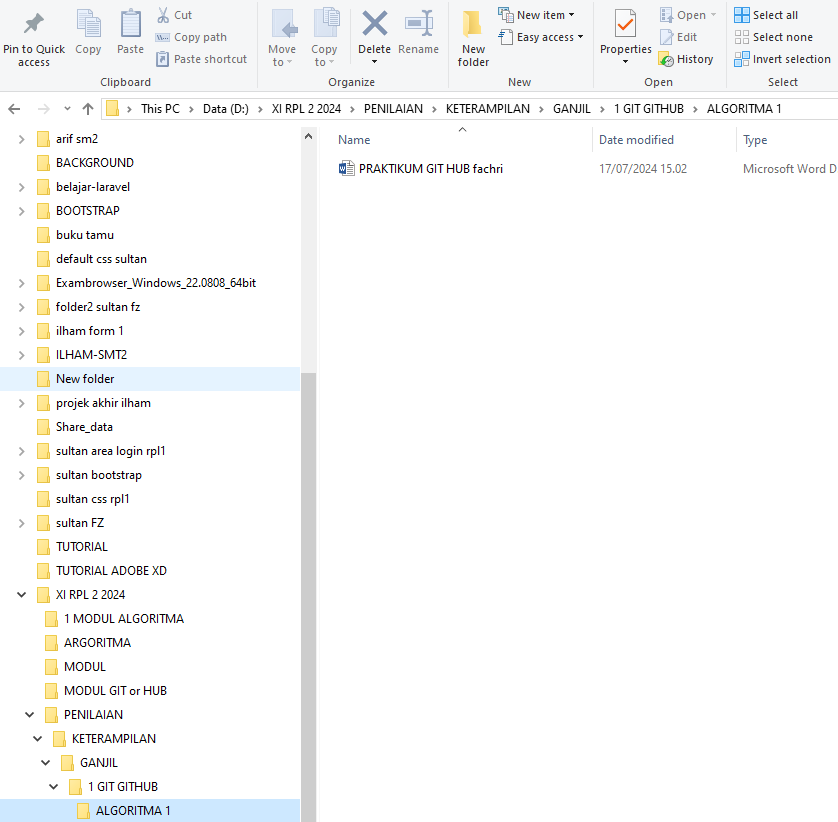 Pin to Quick access
Copy
Paste
Cut
Copy path
Paste shortcut
Clipboard
Move to
Copy to
Delete
Rename
Organize
New folder
New item
Easy access
New
Properties
Open
Edit
History
Open
Select all
Select none
Invert selection
Select
This PC > Data (D:) > XI RPL 2 2024 > PENILAIAN > KETERAMPILAN > GANJIL > 1 GIT GITHUB > ALGORITMA 1
arif sm2
BACKGROUND
belajar-laravel
BOOTSTRAP
buku tamu
default css sultan
Exambrowser_Windows_22.0808_64bit
folder2 sultan fz
ilham form 1
ILHAM-SMT2
New folder
projek akhir ilham
Share_data
sultan area login rpl1
sultan bootstrap
sultan css rpl1
sultan FZ
TUTORIAL
TUTORIAL ADOBE XD
XI RPL 2 2024
1 MODUL ALGORITMA
ARGORITMA
MODUL
MODUL GIT or HUB
PENILAIAN
KETERAMPILAN
GANJIL
1 GIT GITHUB
ALGORITMA 1
Name Date modified Type
PRAKTIKUM GIT HUB fachri 17/07/2024 15.02 Microsoft Word D